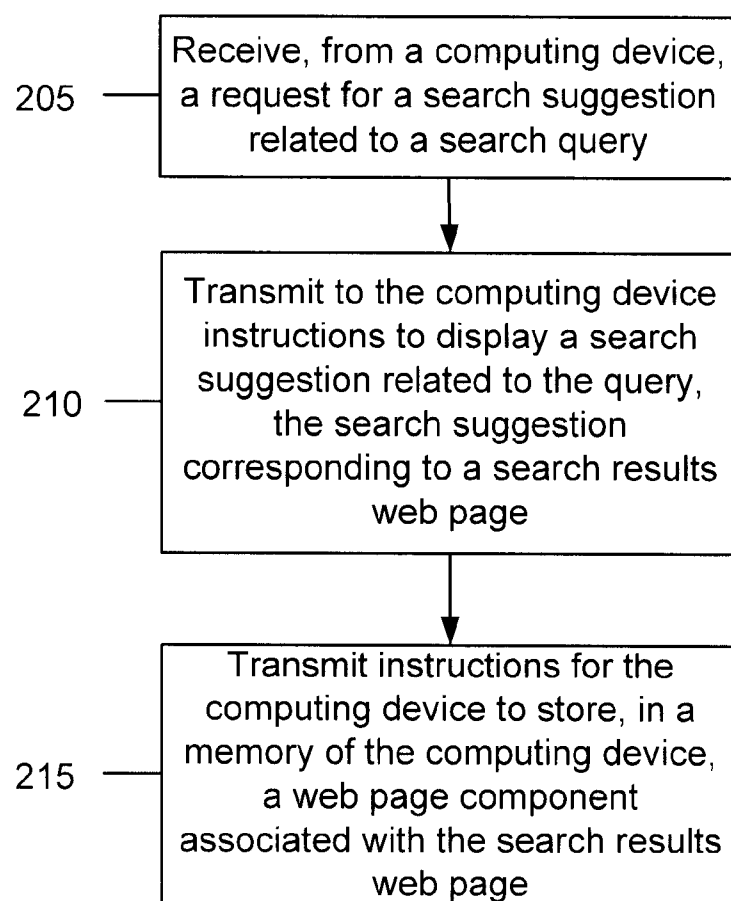 205
Receive, from a computing device,
a request for a search suggestion
related to a search query
210
Transmit to the computing device
instructions to display a search
suggestion related to the query,
the search suggestion
corresponding to a search results
web page
215
Transmit instructions for the
computing device to store, in a
memory of the computing device,
a web page component
associated with the search results
web page